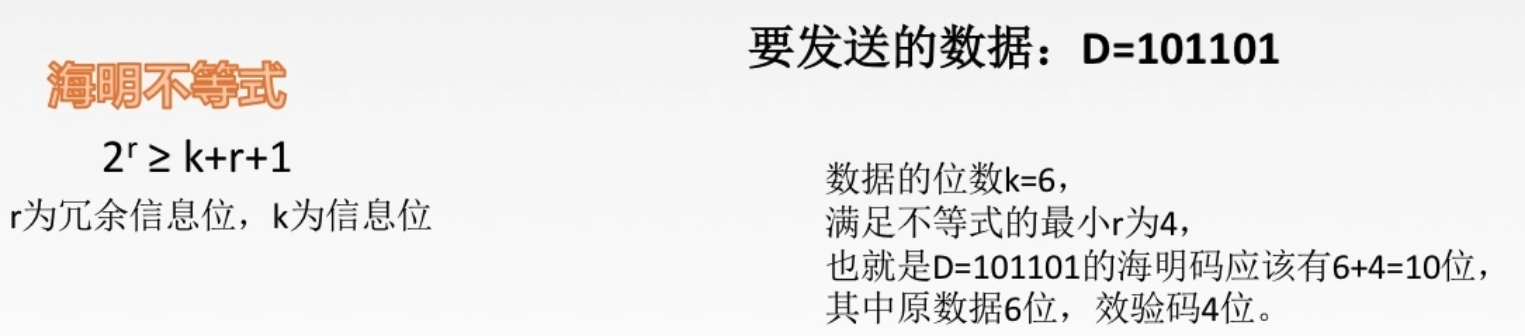 海明不等式
2ʳ ≥ k+r+1
r为冗余信息位，k为信息位
要发送的数据：D=101101
数据的位数k=6，
满足不等式的最小r为4，
也就是D=101101的海明码应该有6+4=10位，
其中原数据6位，效验码4位。